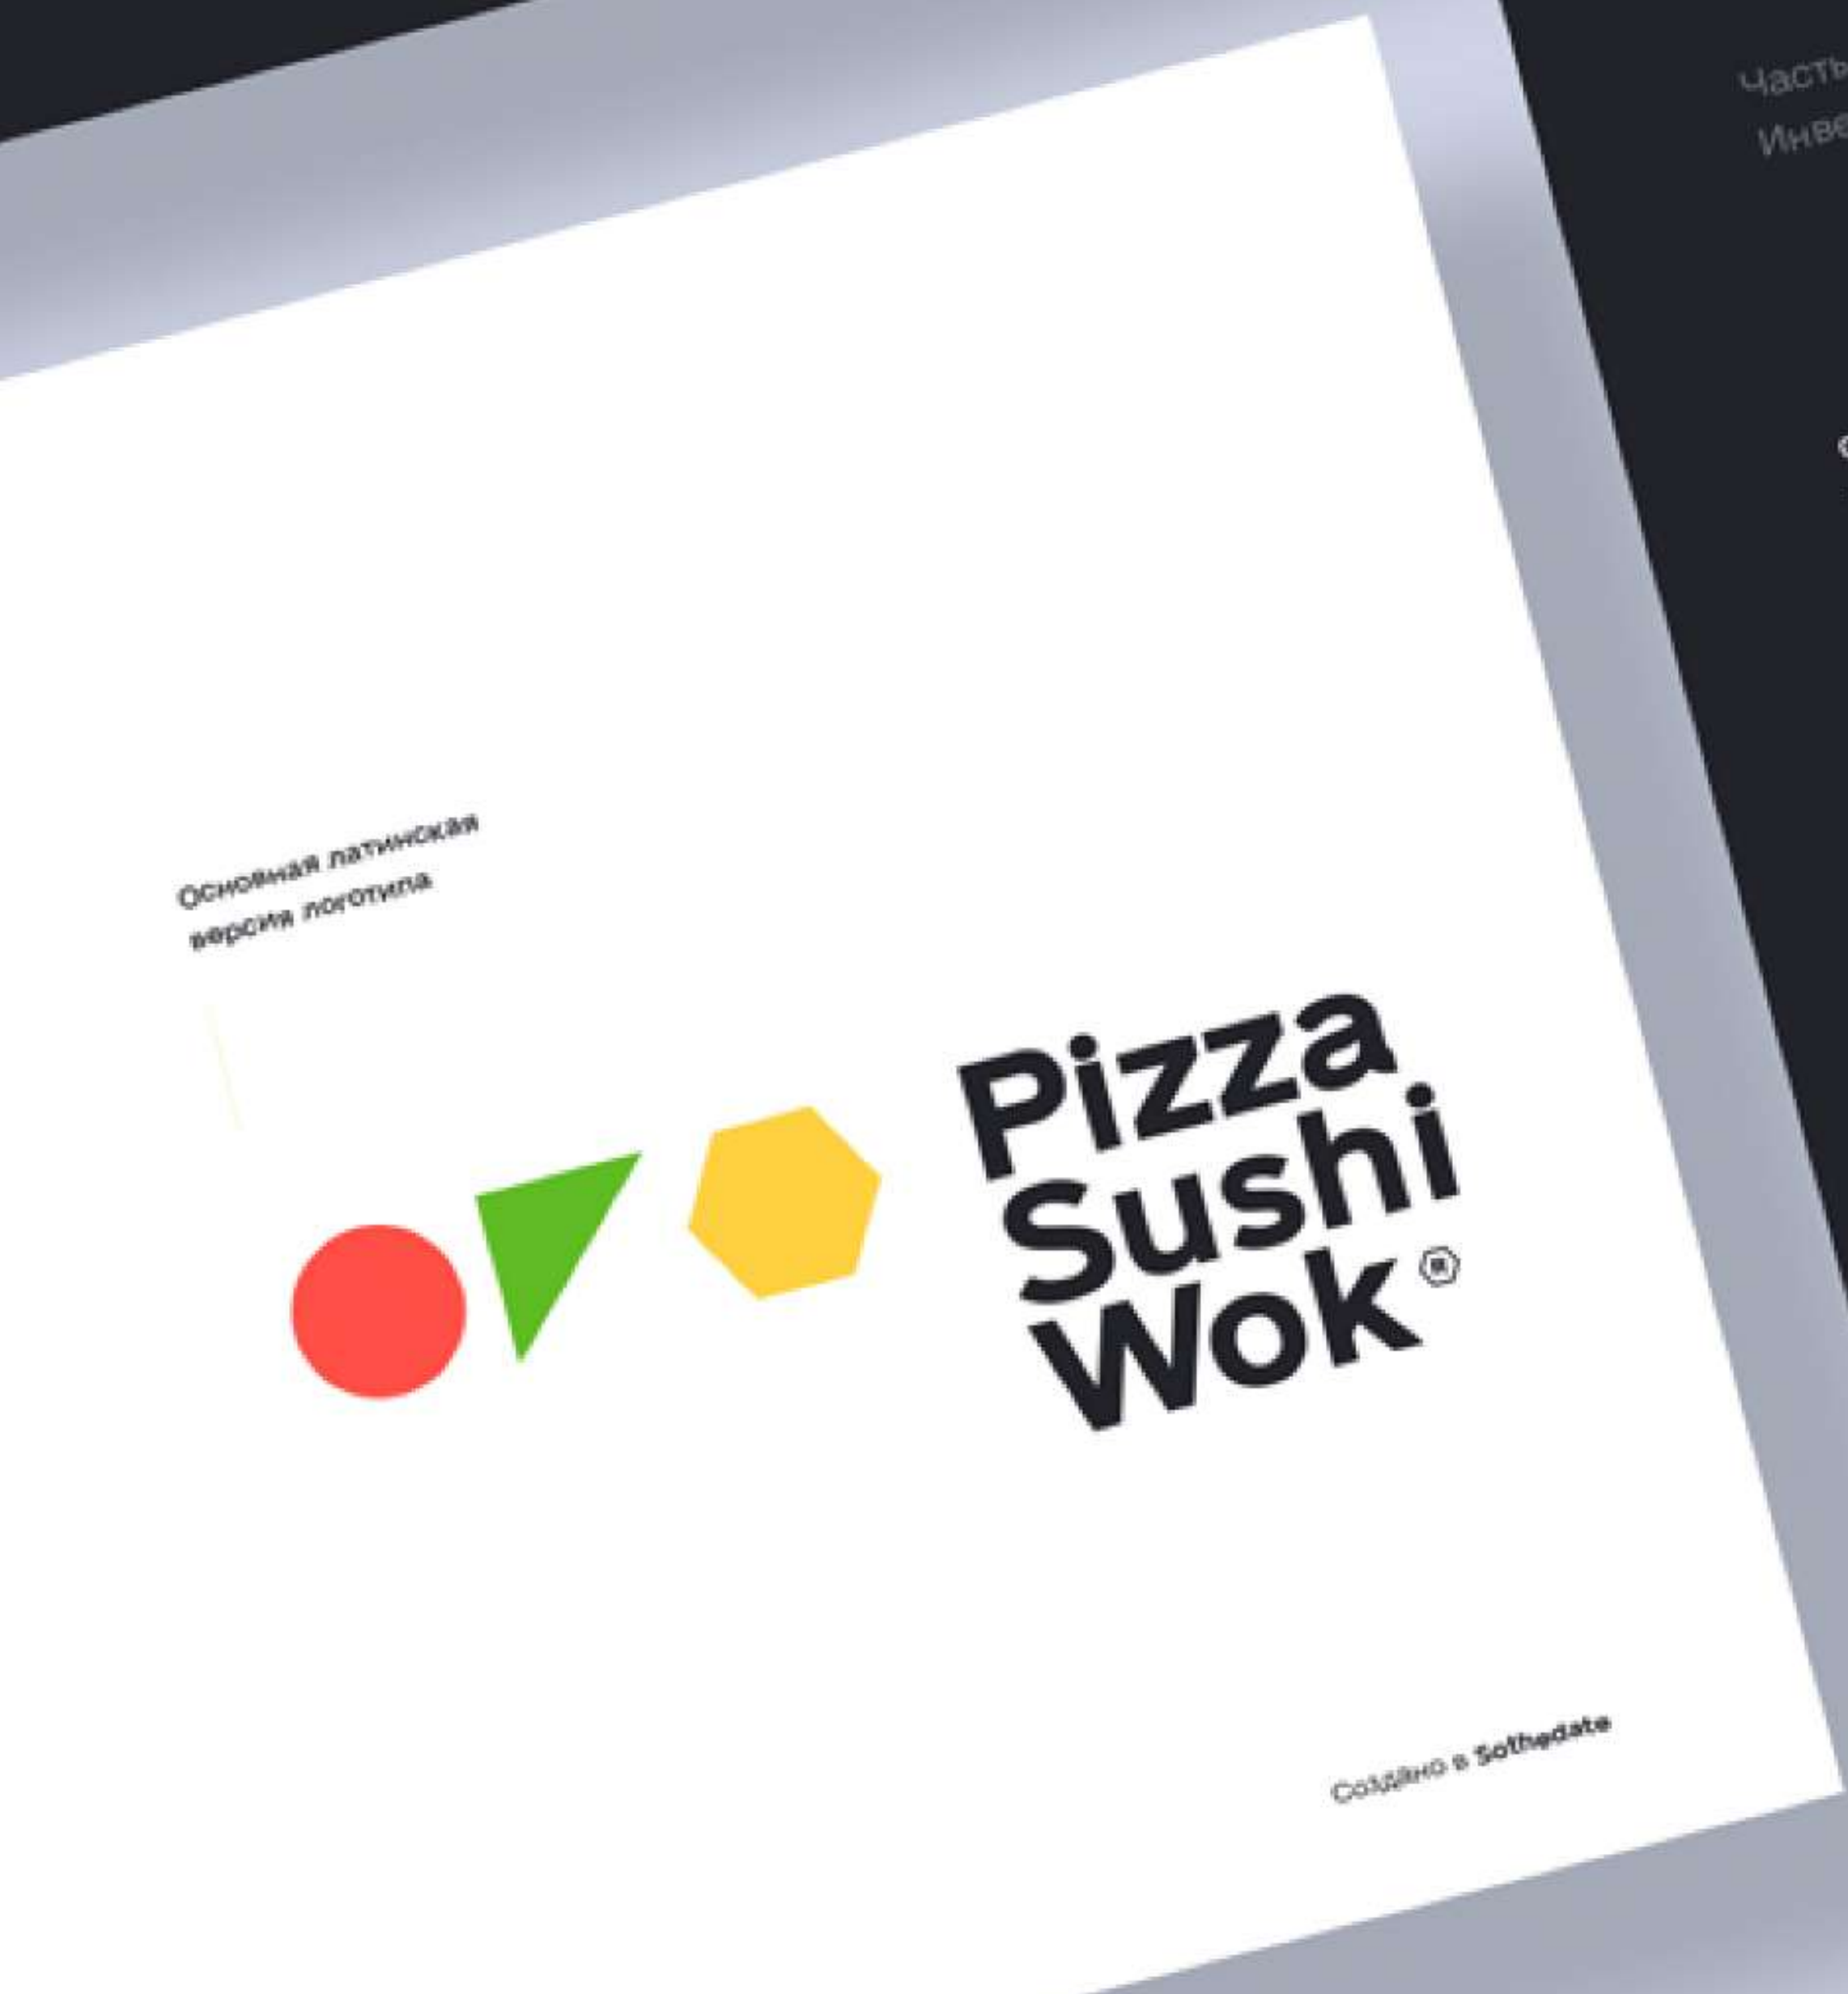 Основная латинская
версия логотипа
Pizza
Sushi
Wok®
Создано в Sothedate